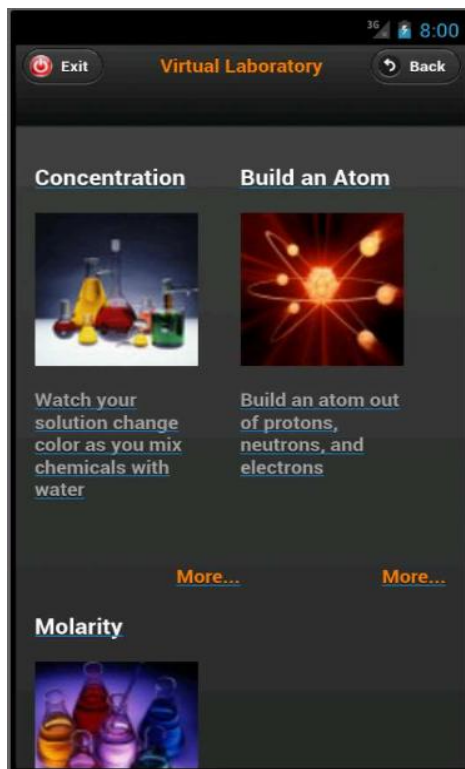 3G 8:00
Exit Virtual Laboratory Back
Concentration
Build an Atom
Watch your
solution change
color as you mix
chemicals with
water
Build an atom out
of protons,
neutrons, and
electrons
More...
More...
Molarity